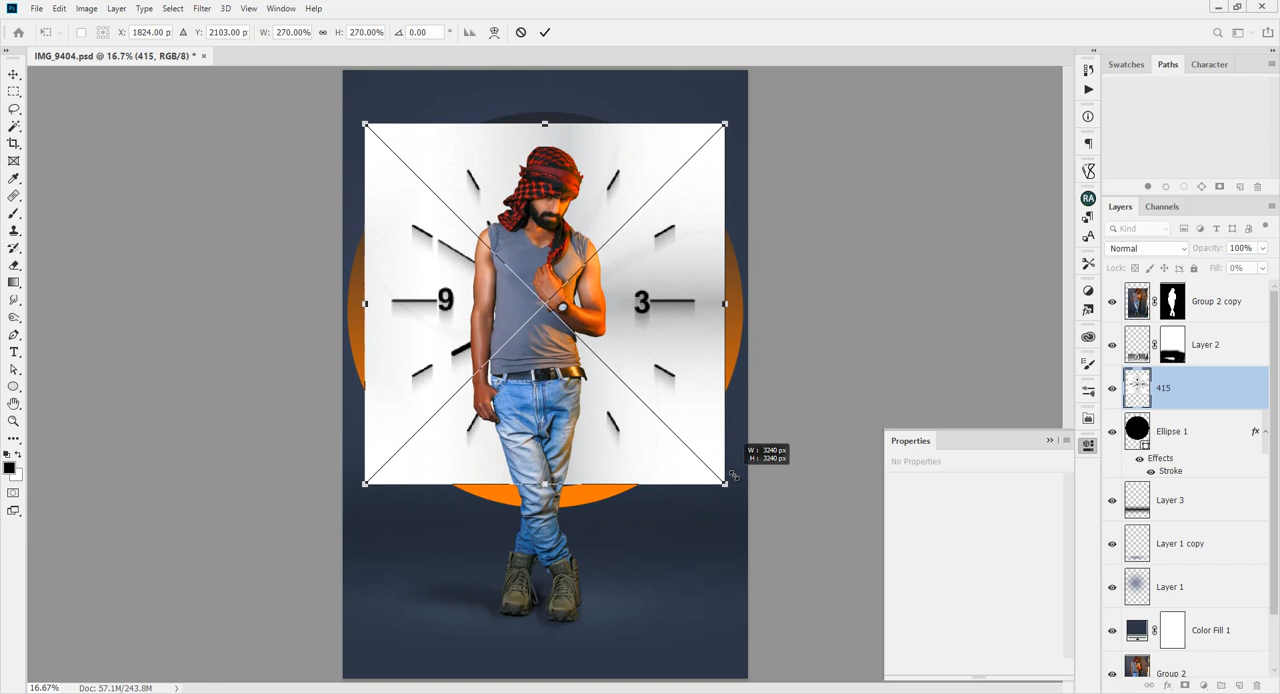 Ps File Edit Image Layer Type Select Filter 3D View Window Help
X: 1824.00 p: Y: 2103.00 p: W: 270.00% H: 270.00% 0.00 °
IMG_9404.psd @ 16.7% (415, RGB/8) * ×
Swatches Paths Character
9 3
W : 3240 px
H : 3240 px
Properties
No Properties
RA
Layers Channels
Kind
Normal Opacity: 100%
Lock: Fill: 0%
Group 2 copy
Layer 2
415
Ellipse 1 fx
Effects
Stroke
Layer 3
Layer 1 copy
Layer 1
Color Fill 1
Group 2
fx
16.67% Doc: 57.1M/243.8M